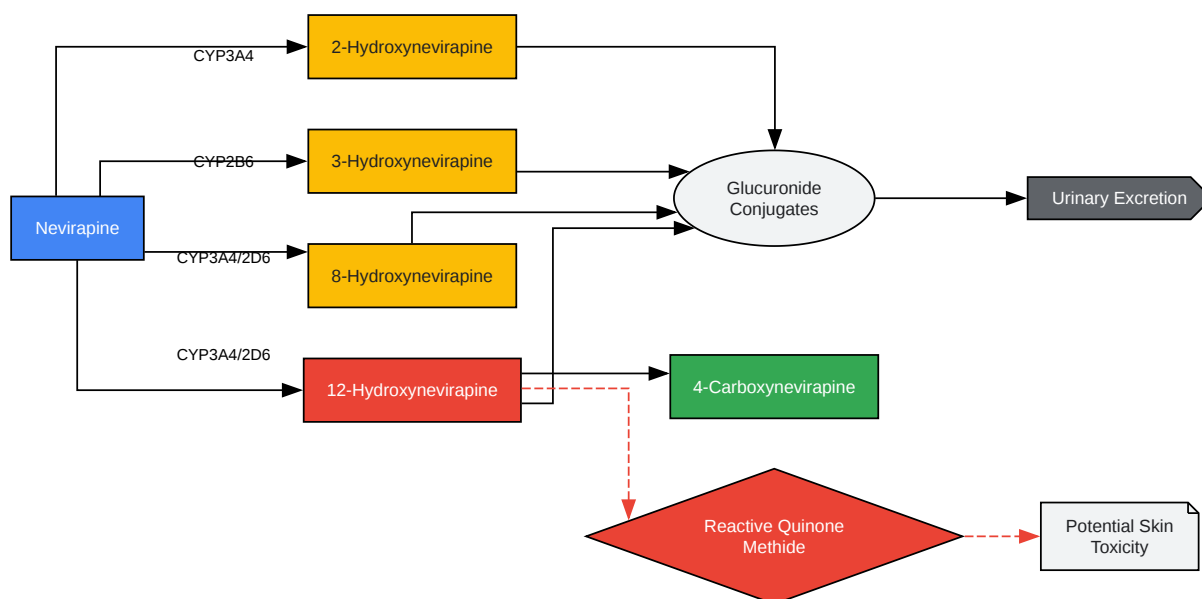 2-Hydroxynevirapine
CYP3A4
3-Hydroxynevirapine
CYP2B6
Glucuronide
Conjugates
Urinary Excretion
Nevirapine
CYP3A4/2D6
8-Hydroxynevirapine
CYP3A4/2D6
12-Hydroxynevirapine
4-Carboxynevirapine
Reactive Quinone
Methide
Potential Skin
Toxicity